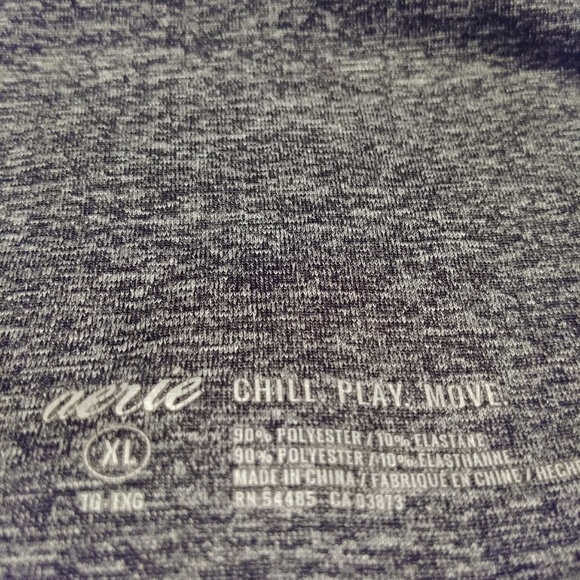 aerie CHILL. PLAY. MOVE
XL
TG · EXG
90% POLYESTER / 10% ELASTANE
90% POLYESTER / 10% ÉLASTHANNE
MADE IN CHINA / FABRIQUÉ EN CHINE / HECHO
RN 54485 CA 03873